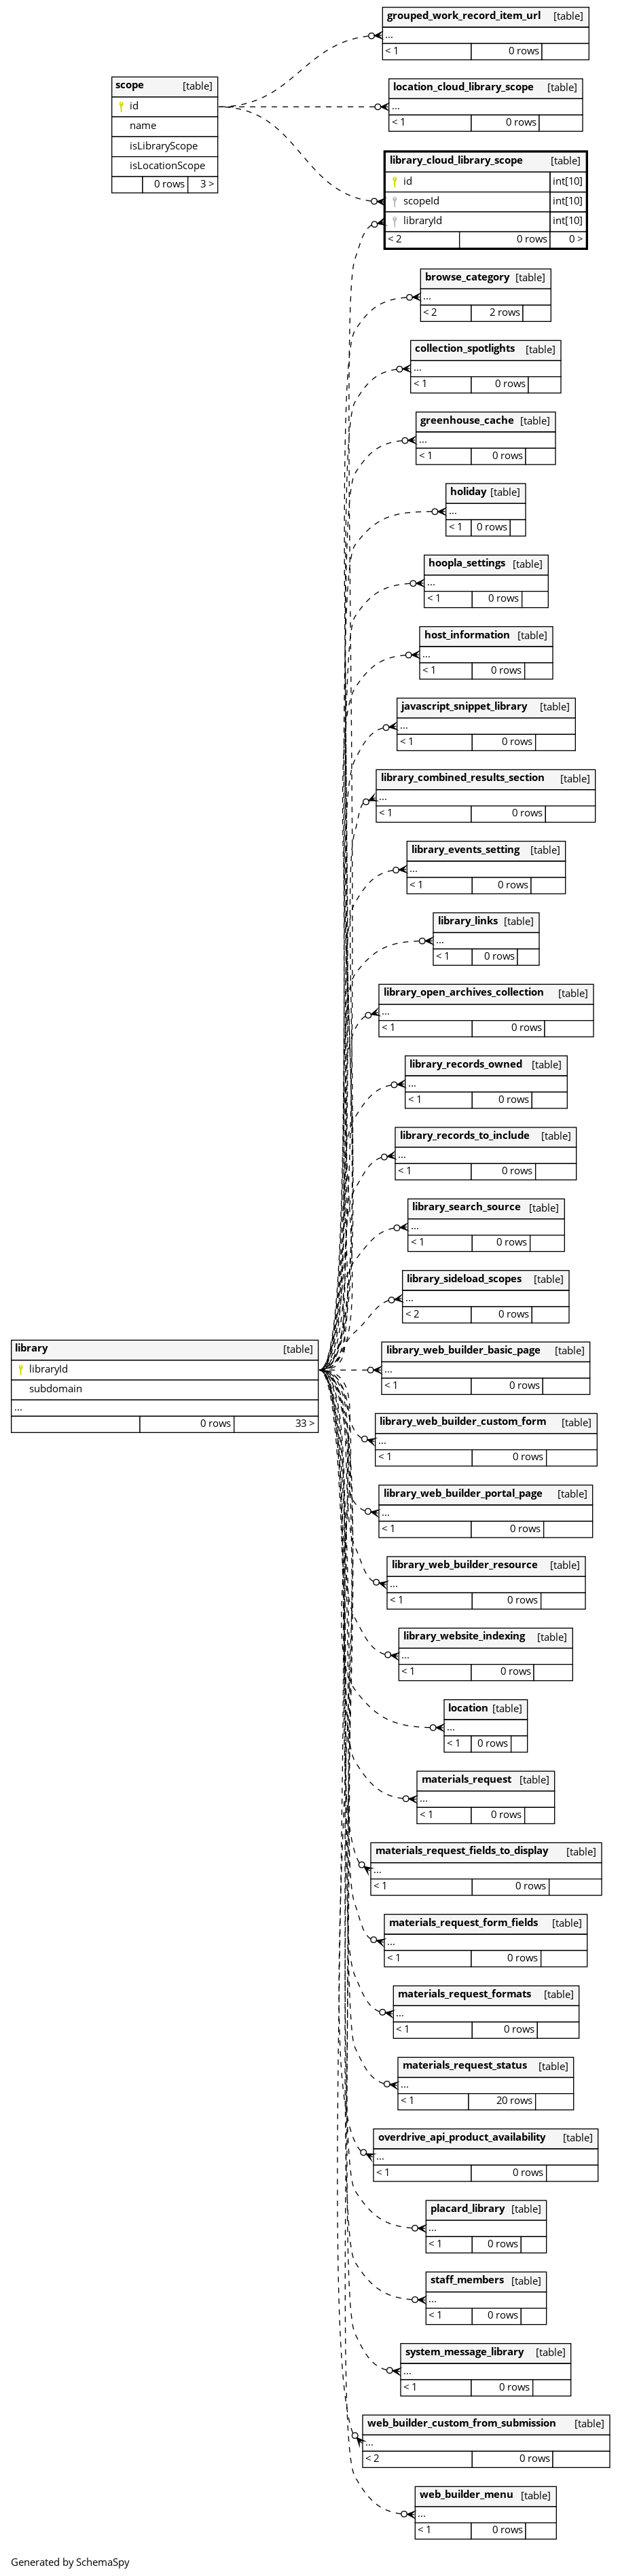 grouped_work_record_item_url [table]
...
< 1 0 rows
scope [table]
id
name
isLibraryScope
isLocationScope
0 rows 3 >
location_cloud_library_scope [table]
...
< 1 0 rows
library_cloud_library_scope [table]
id int[10]
scopeId int[10]
libraryId int[10]
< 2 0 rows 0 >
browse_category [table]
...
< 2 2 rows
collection_spotlights [table]
...
< 1 0 rows
greenhouse_cache [table]
...
< 1 0 rows
holiday [table]
...
< 1 0 rows
hoopla_settings [table]
...
< 1 0 rows
host_information [table]
...
< 1 0 rows
javascript_snippet_library [table]
...
< 1 0 rows
library_combined_results_section [table]
...
< 1 0 rows
library_events_setting [table]
...
< 1 0 rows
library_links [table]
...
< 1 0 rows
library_open_archives_collection [table]
...
< 1 0 rows
library_records_owned [table]
...
< 1 0 rows
library_records_to_include [table]
...
< 1 0 rows
library_search_source [table]
...
< 1 0 rows
library_sideload_scopes [table]
...
< 2 0 rows
library [table]
libraryId
subdomain
...
0 rows 33 >
library_web_builder_basic_page [table]
...
< 1 0 rows
library_web_builder_custom_form [table]
...
< 1 0 rows
library_web_builder_portal_page [table]
...
< 1 0 rows
library_web_builder_resource [table]
...
< 1 0 rows
library_website_indexing [table]
...
< 1 0 rows
location [table]
...
< 1 0 rows
materials_request [table]
...
< 1 0 rows
materials_request_fields_to_display [table]
...
< 1 0 rows
materials_request_form_fields [table]
...
< 1 0 rows
materials_request_formats [table]
...
< 1 0 rows
materials_request_status [table]
...
< 1 20 rows
overdrive_api_product_availability [table]
...
< 1 0 rows
placard_library [table]
...
< 1 0 rows
staff_members [table]
...
< 1 0 rows
system_message_library [table]
...
< 1 0 rows
web_builder_custom_from_submission [table]
...
< 2 0 rows
web_builder_menu [table]
...
< 1 0 rows
Generated by SchemaSpy